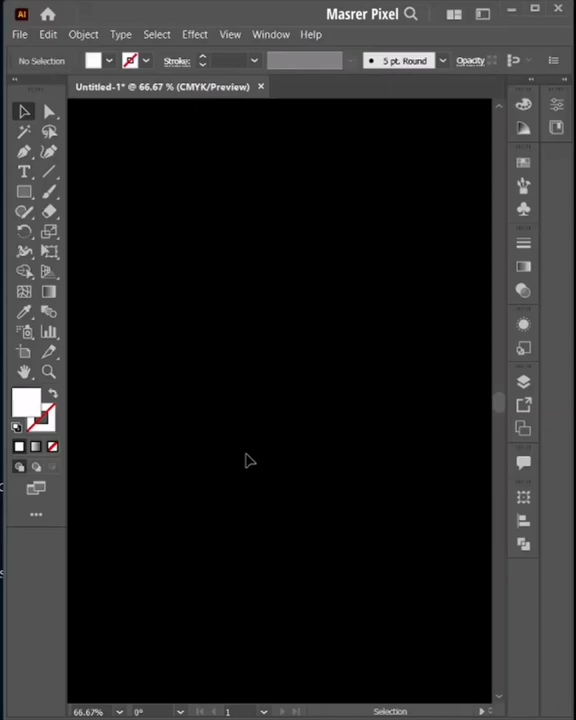 Ai
Masrer Pixel
File Edit Object Type Select Effect View Window Help
No Selection
Stroke:
5 pt. Round
Opacity
Untitled-1* @ 66.67 % (CMYK/Preview)
T
66.67%
0°
1
Selection